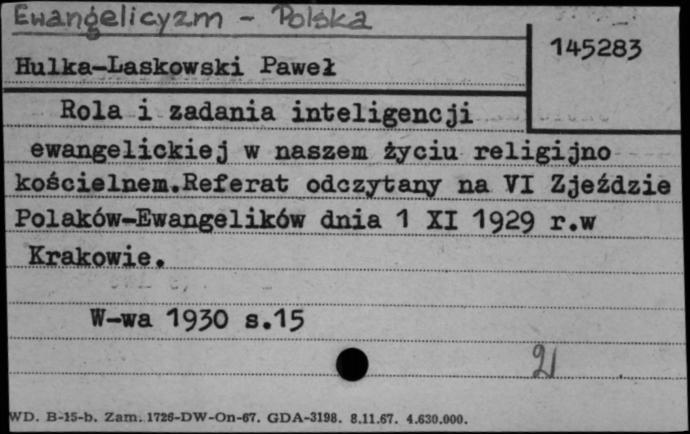 Ewangelicyzm - Polska
145283
Hulka-Laskowski Paweł
Rola i zadania inteligencji
ewangelickiej w naszem życiu religijno
kościelnem.Referat odczytany na VI Zjeździe
Polaków-Ewangelików dnia 1 XI 1929 r.w
Krakowie.
W-wa 1930 s.15
WD. B-15-b. Zam. 1726-DW-On-67. GDA-3198. 8.11.67. 4.630.000.